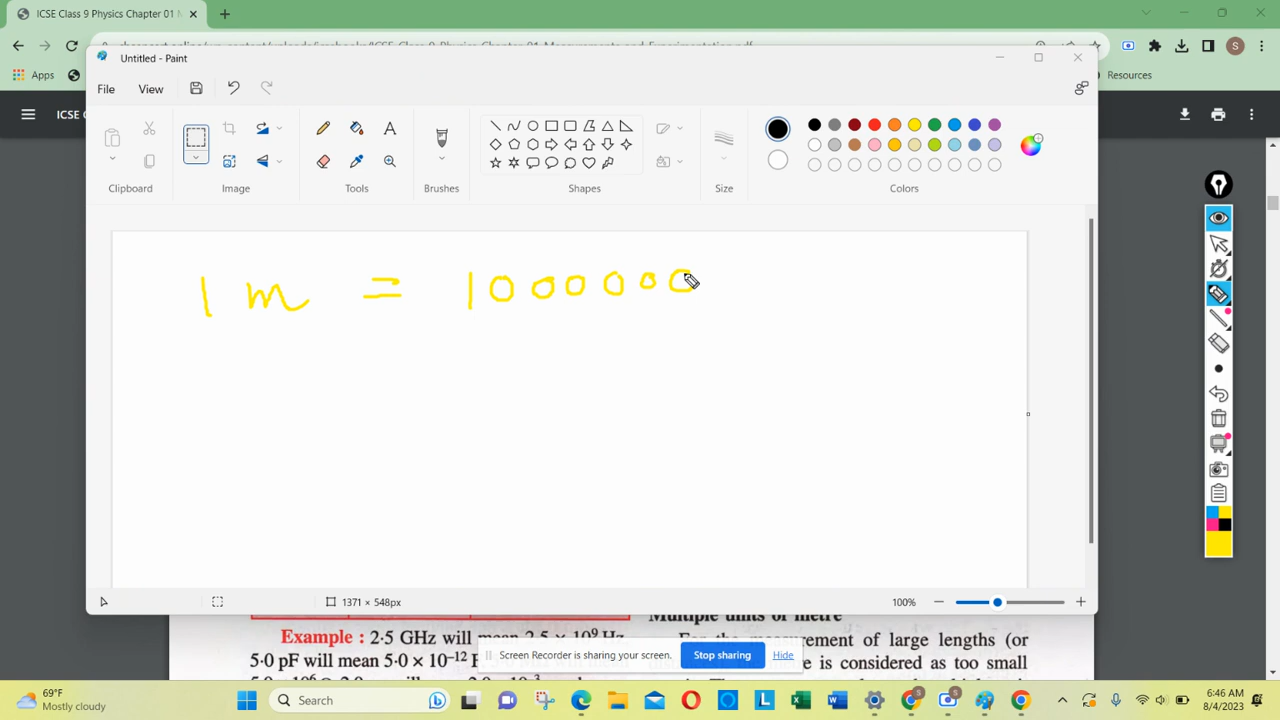 ICSE Class 9 Physics Chapter 01 M
Apps
Resources
ICSE
Untitled - Paint
File View
Clipboard Image Tools Brushes Shapes Size Colors
1 m = 1000000
1371 × 548px
100%
Multiple units of metre
Example : 2·5 GHz will mean 2·5 × 10⁹ Hz
For the measurement of large lengths (or
5·0 pF will mean 5·0 × 10⁻¹² F
is considered as too small
Screen Recorder is sharing your screen. Stop sharing Hide
69°F
Mostly cloudy
Search
6:46 AM
8/4/2023